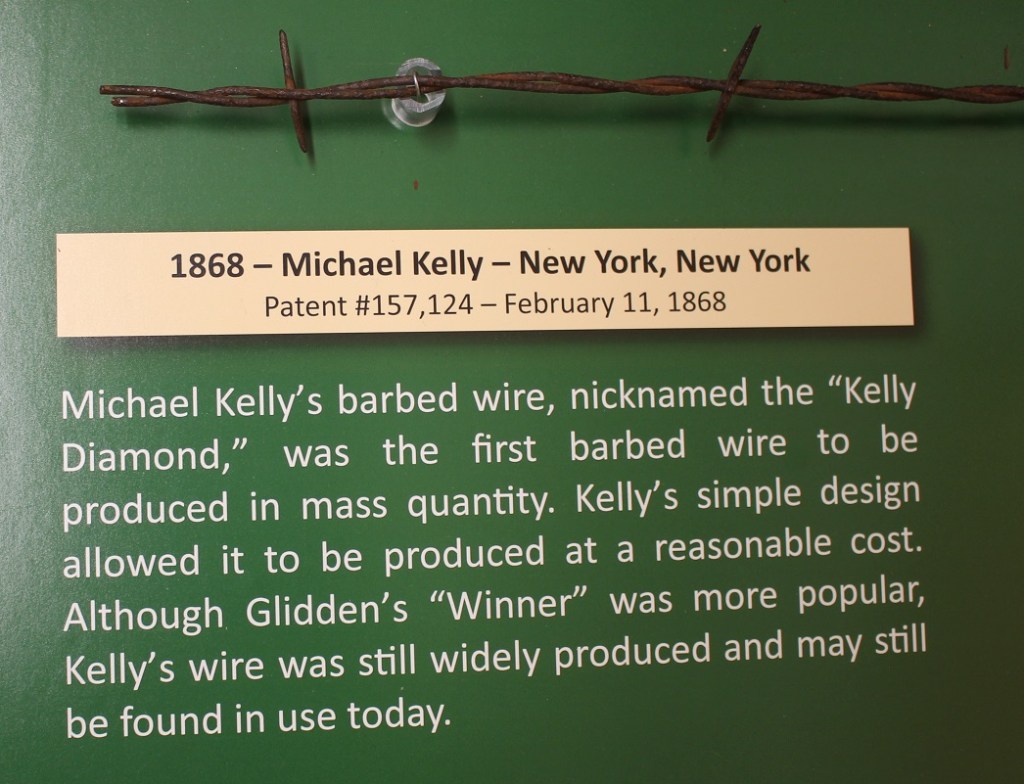 1868 – Michael Kelly – New York, New York
Patent #157,124 – February 11, 1868
Michael Kelly’s barbed wire, nicknamed the “Kelly
Diamond,” was the first barbed wire to be
produced in mass quantity. Kelly’s simple design
allowed it to be produced at a reasonable cost.
Although Glidden’s “Winner” was more popular,
Kelly’s wire was still widely produced and may still
be found in use today.